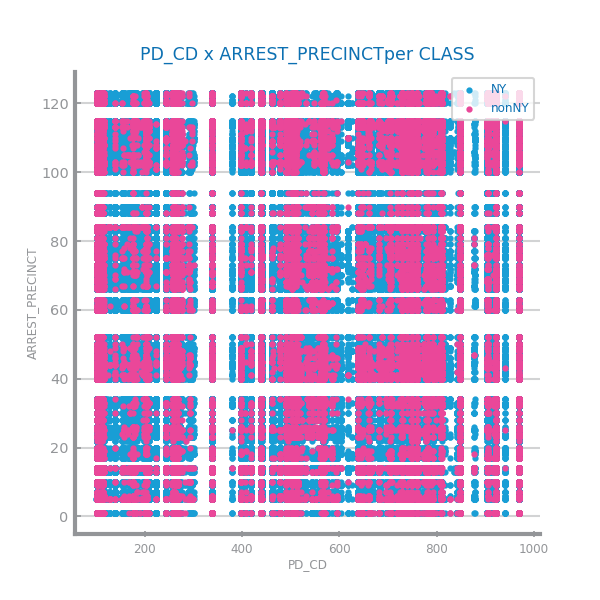 PD_CD x ARREST_PRECINCTper CLASS
NY
nonNY
120
100
80
60
40
20
0
ARREST_PRECINCT
200 400 600 800 1000
PD_CD